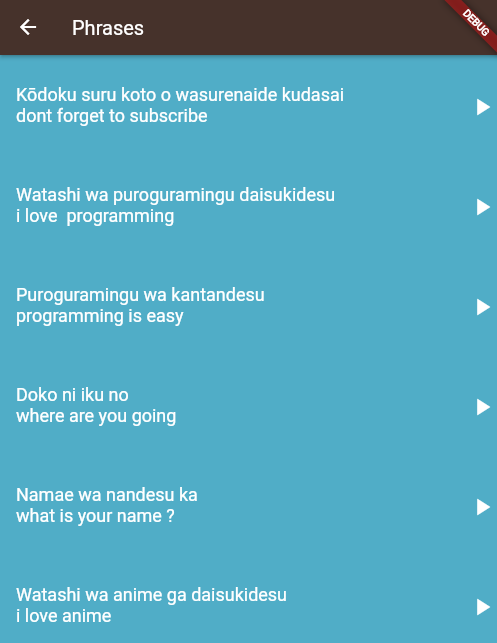 Phrases
DEBUG
Kōdoku suru koto o wasurenaide kudasai
dont forget to subscribe
Watashi wa puroguramingu daisukidesu
i love  programming
Puroguramingu wa kantandesu
programming is easy
Doko ni iku no
where are you going
Namae wa nandesu ka
what is your name ?
Watashi wa anime ga daisukidesu
i love anime